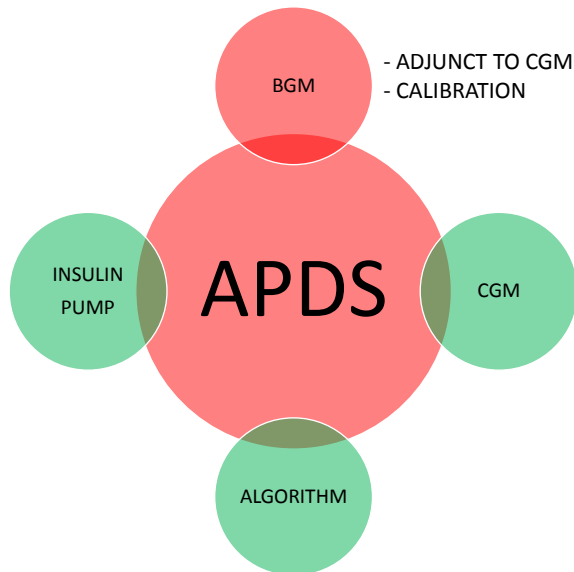 BGM
- ADJUNCT TO CGM
- CALIBRATION
INSULIN
PUMP
APDS
CGM
ALGORITHM